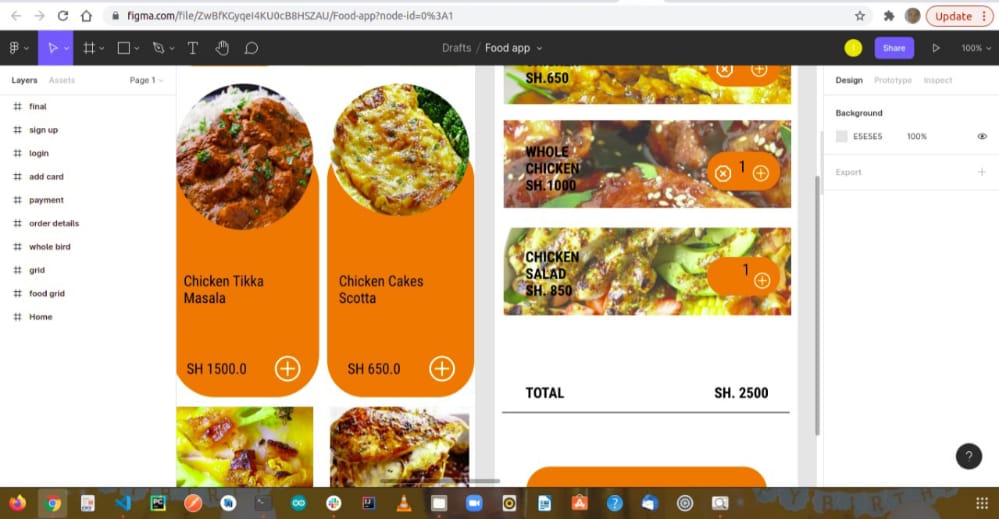 figma.com/file/ZwBfKGyqeI4KU0cB8HSZAU/Food-app?node-id=0%3A1
Update
Drafts / Food app
Share
100%
Layers
Assets
Page 1
final
sign up
login
add card
payment
order details
whole bird
grid
food grid
Home
Chicken Tikka
Masala
SH 1500.0
Chicken Cakes
Scotta
SH 650.0
SH.650
WHOLE
CHICKEN
SH.1000
1
CHICKEN
SALAD
SH. 850
1
TOTAL
SH. 2500
Design
Prototype
Inspect
Background
E5E5E5
100%
Export
?